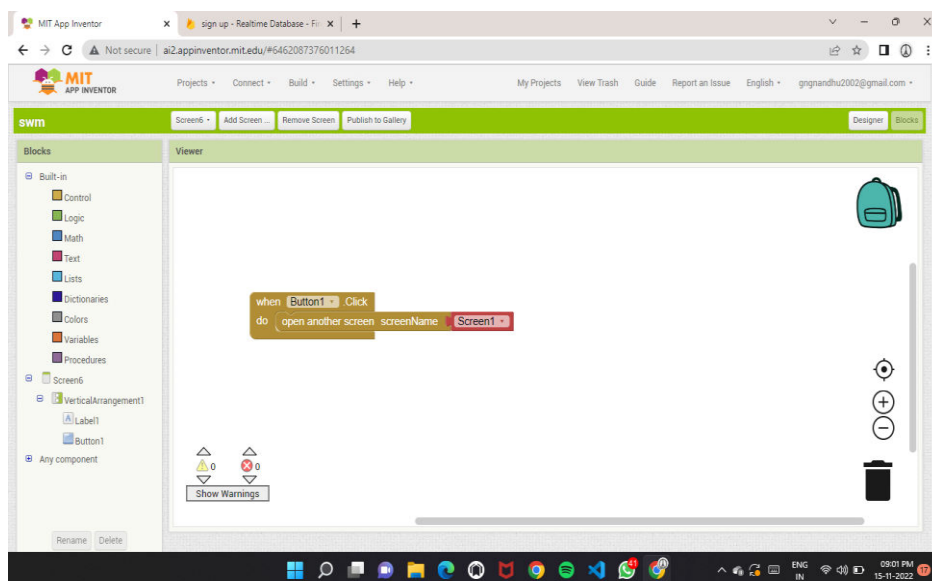 MIT App Inventor
sign up - Realtime Database - Fir
Not secure
ai2.appinventor.mit.edu/#6462087376011264
MIT
APP INVENTOR
Projects
Connect
Build
Settings
Help
My Projects
View Trash
Guide
Report an Issue
English
gngnandhu2002@gmail.com
swm
Screen6
Add Screen ...
Remove Screen
Publish to Gallery
Designer
Blocks
Blocks
Viewer
Built-in
Control
Logic
Math
Text
Lists
Dictionaries
Colors
Variables
Procedures
Screen6
VerticalArrangement1
A Label1
Button1
Any component
Rename
Delete
when Button1 .Click
do open another screen screenName Screen1
0
0
Show Warnings
41
ENG
IN
09:01 PM
15-11-2022
17